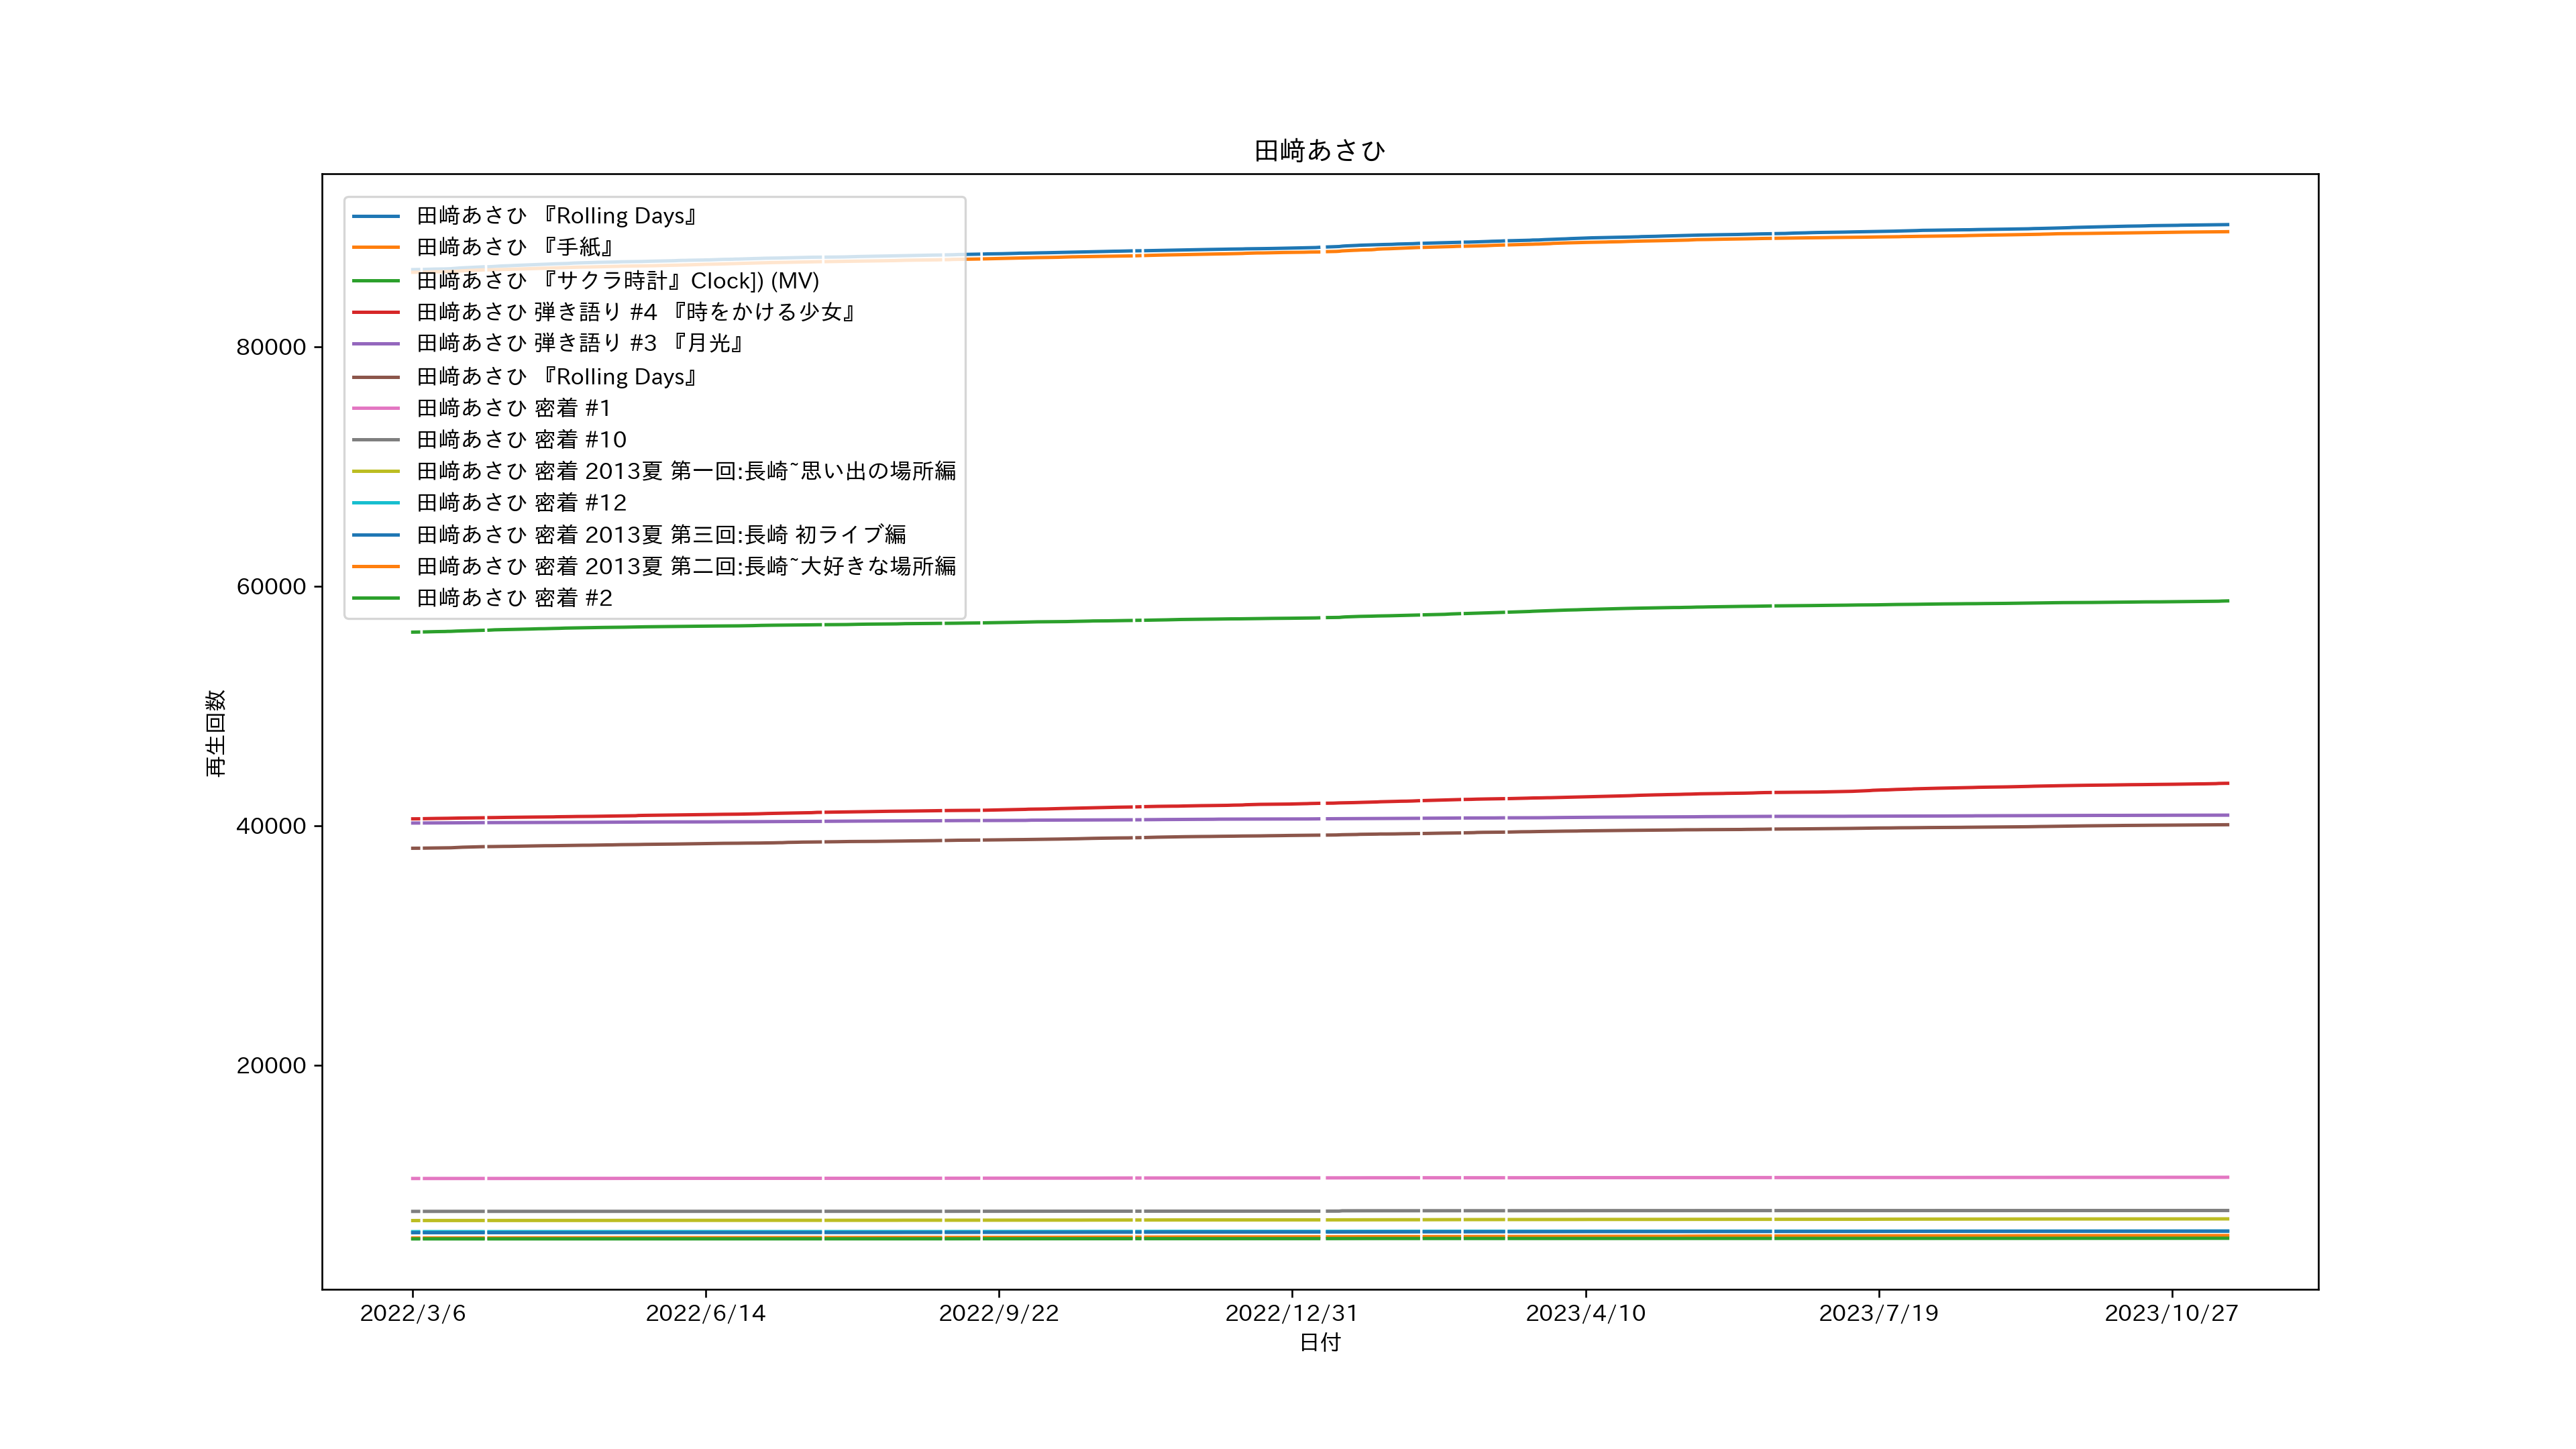 田﨑あさひ
田﨑あさひ 『Rolling Days』
田﨑あさひ 『手紙』
田﨑あさひ 『サクラ時計』Clock]) (MV)
田﨑あさひ 弾き語り #4 『時をかける少女』
田﨑あさひ 弾き語り #3 『月光』
田﨑あさひ 『Rolling Days』
田﨑あさひ 密着 #1
田﨑あさひ 密着 #10
田﨑あさひ 密着 2013夏 第一回:長崎~思い出の場所編
田﨑あさひ 密着 #12
田﨑あさひ 密着 2013夏 第三回:長崎 初ライブ編
田﨑あさひ 密着 2013夏 第二回:長崎~大好きな場所編
田﨑あさひ 密着 #2
80000
60000
40000
20000
再生回数
2022/3/6 2022/6/14 2022/9/22 2022/12/31 2023/4/10 2023/7/19 2023/10/27
日付